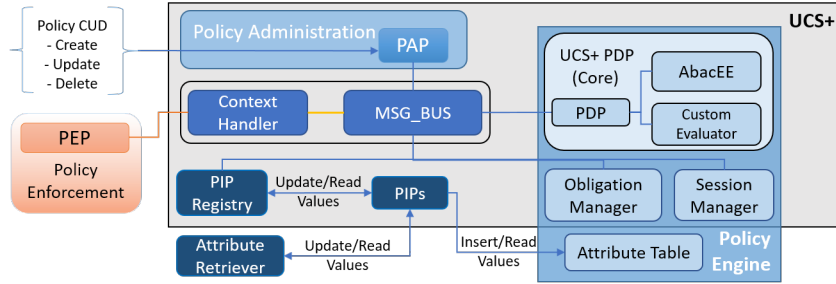 Policy CUD
- Create
- Update
- Delete
Policy Administration
PAP
UCS+
PEP
Policy
Enforcement
Context
Handler
MSG_BUS
UCS+ PDP
(Core)
PDP
AbacEE
Custom
Evaluator
PIP
Registry
Update/Read
Values
PIPs
Obligation
Manager
Session
Manager
Attribute
Retriever
Update/Read
Values
Insert/Read
Values
Attribute Table
Policy
Engine